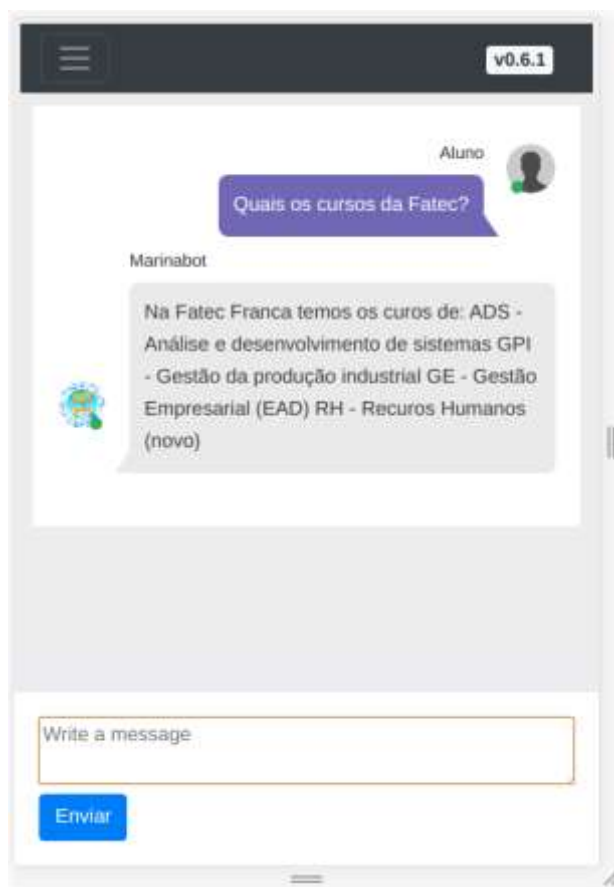 v0.6.1
Aluno
Quais os cursos da Fatec?
Marinabot
Na Fatec Franca temos os curos de: ADS -
Análise e desenvolvimento de sistemas GPI
- Gestão da produção industrial GE - Gestão
Empresarial (EAD) RH - Recuros Humanos
(novo)
Write a message
Enviar